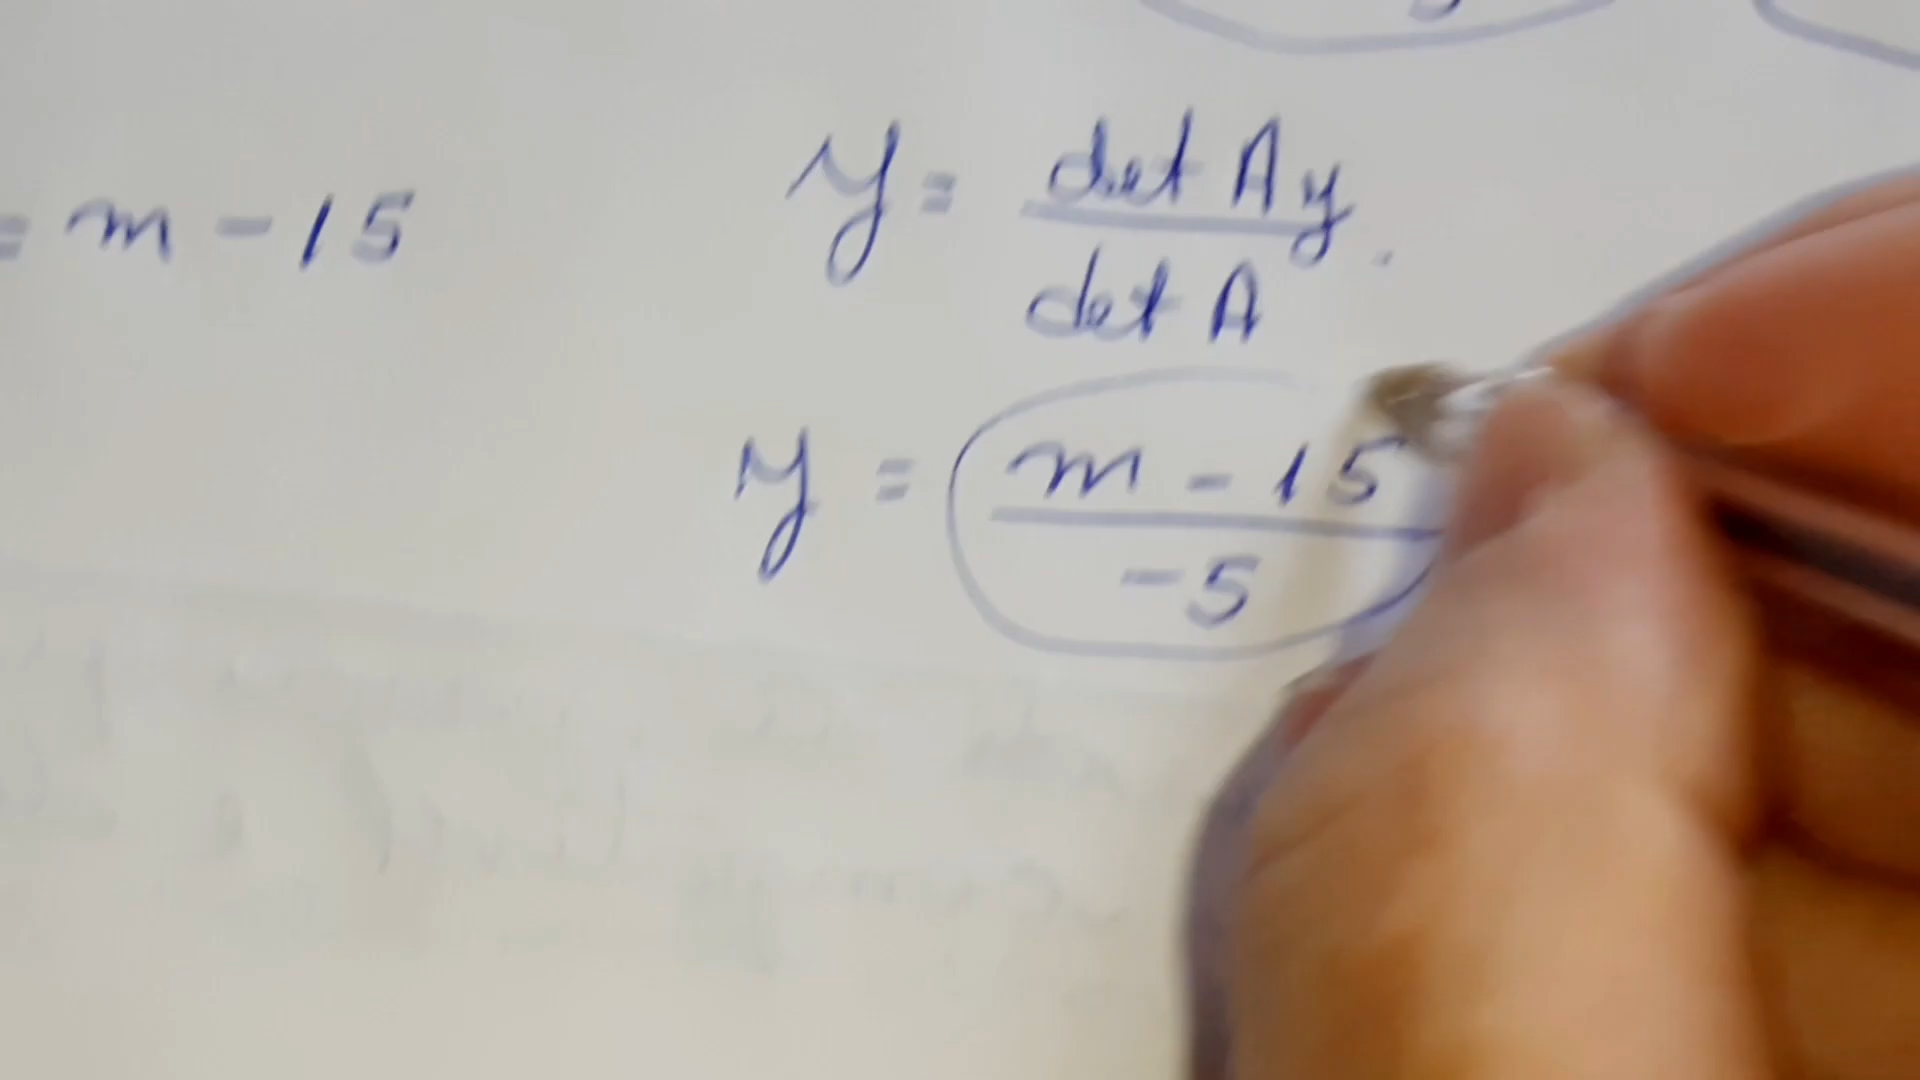 = m - 15
y = det Ay / det A.
y = m - 15 / -5